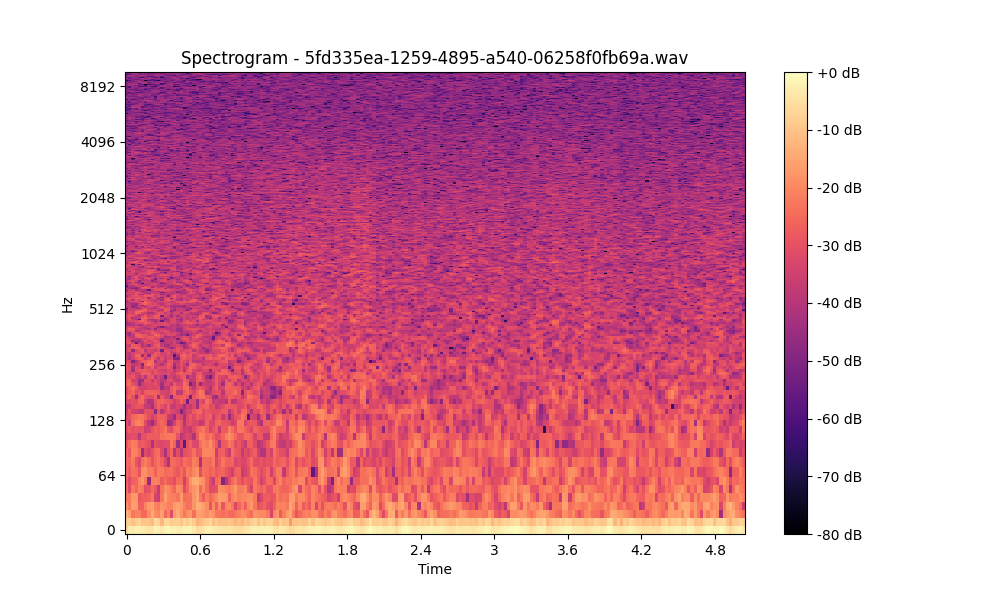 Spectrogram - 5fd335ea-1259-4895-a540-06258f0fb69a.wav
8192
4096
2048
1024
512
256
128
64
0
Hz
0 0.6 1.2 1.8 2.4 3 3.6 4.2 4.8
Time
+0 dB
-10 dB
-20 dB
-30 dB
-40 dB
-50 dB
-60 dB
-70 dB
-80 dB